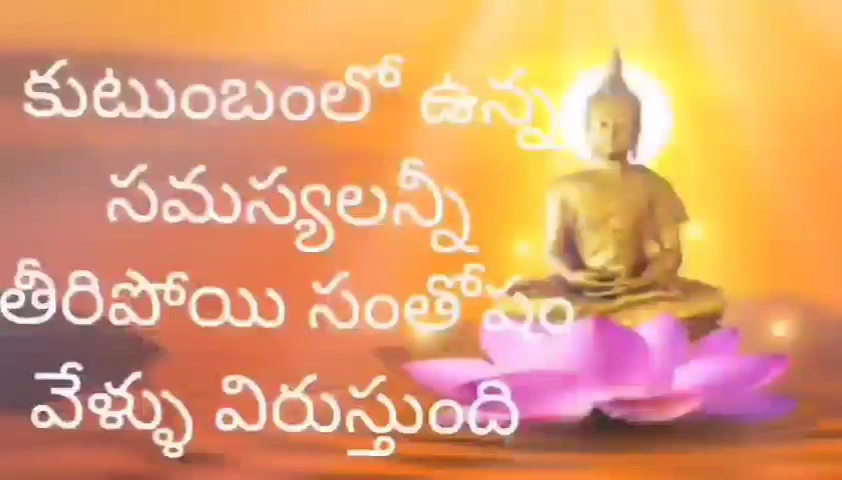 కుటుంబంలో ఉన్న
సమస్యలన్నీ
తీరిపోయి సంతోషం
వేళ్ళు విరుస్తుంది